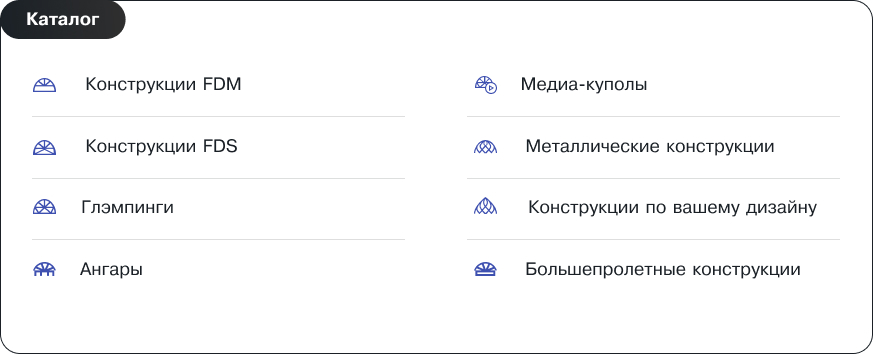 Каталог
Конструкции FDM
Конструкции FDS
Глэмпинги
Ангары
Медиа-куполы
Металлические конструкции
Конструкции по вашему дизайну
Большепролетные конструкции